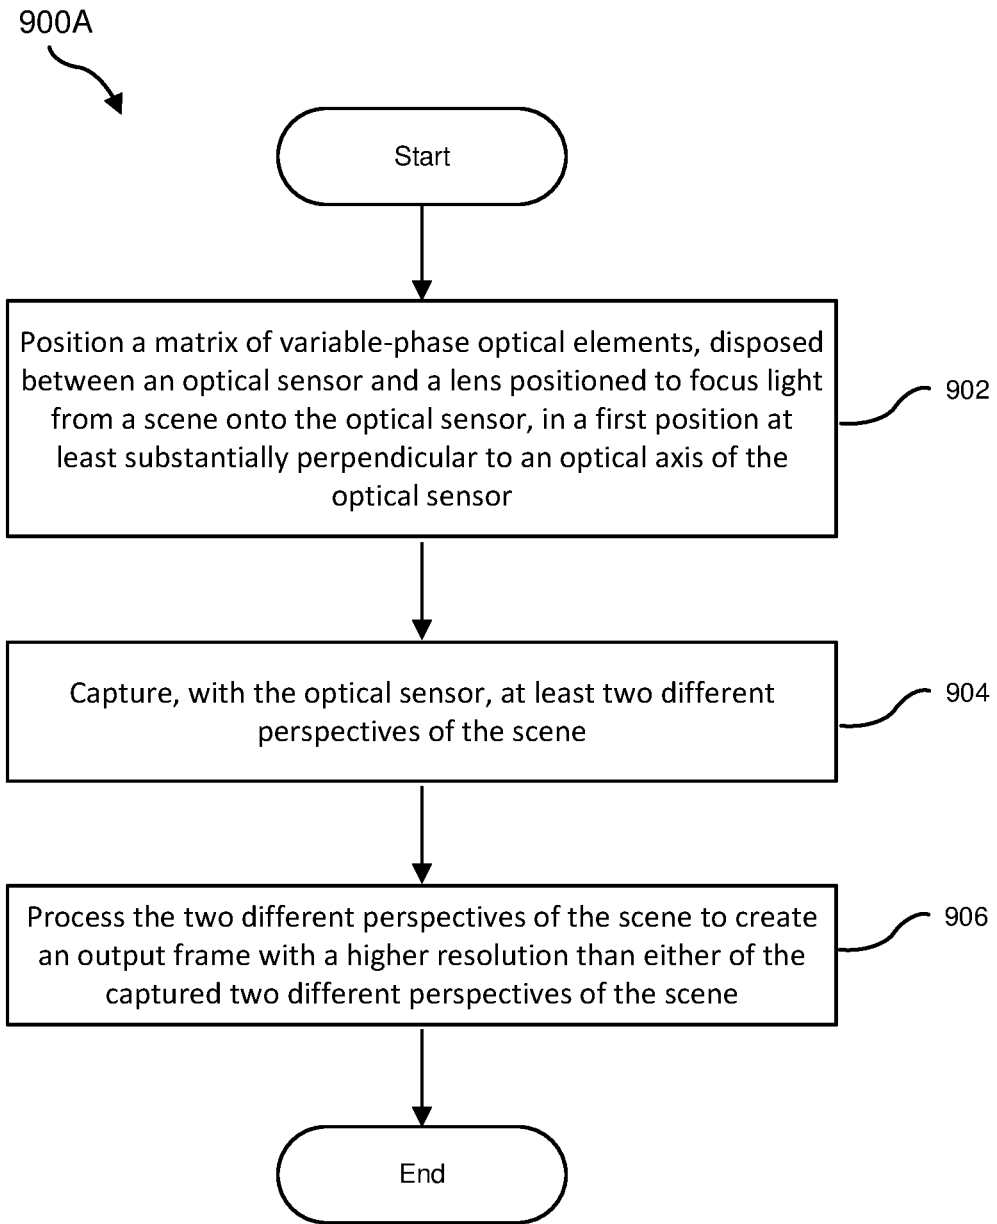 900A
Start
Position a matrix of variable-phase optical elements, disposed
between an optical sensor and a lens positioned to focus light
from a scene onto the optical sensor, in a first position at
least substantially perpendicular to an optical axis of the
optical sensor
902
Capture, with the optical sensor, at least two different
perspectives of the scene
904
Process the two different perspectives of the scene to create
an output frame with a higher resolution than either of the
captured two different perspectives of the scene
906
End